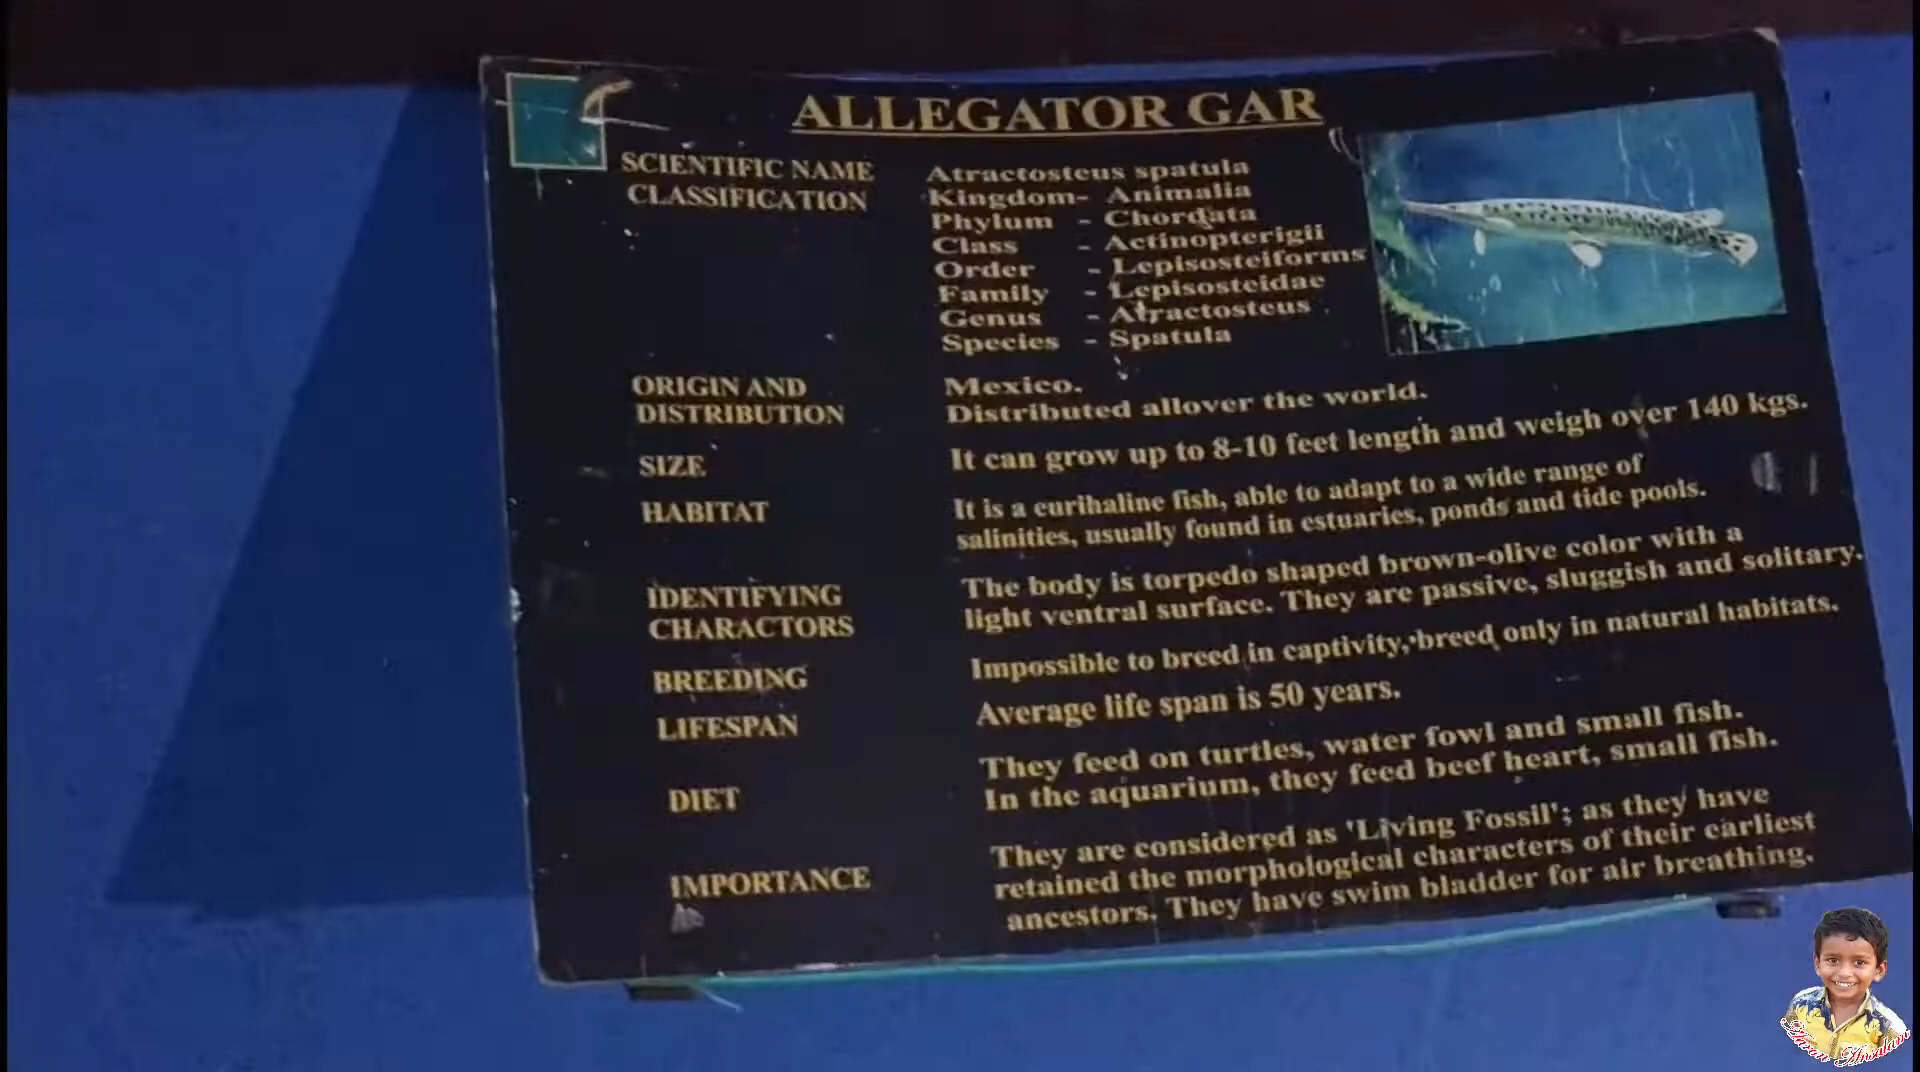 ALLEGATOR GAR
SCIENTIFIC NAME Atractosteus spatula
CLASSIFICATION Kingdom- Animalia
Phylum - Chordata
Class - Actinopterigii
Order - Lepisosteiforms
Family - Lepisosteidae
Genus - Atractosteus
Species - Spatula
ORIGIN AND Mexico.
DISTRIBUTION Distributed allover the world.
SIZE It can grow up to 8-10 feet length and weigh over 140 kgs.
HABITAT It is a eurihaline fish, able to adapt to a wide range of
salinities, usually found in estuaries, ponds and tide pools.
IDENTIFYING The body is torpedo shaped brown-olive color with a
CHARACTORS light ventral surface. They are passive, sluggish and solitary.
BREEDING Impossible to breed in captivity, breed only in natural habitats.
LIFESPAN Average life span is 50 years.
They feed on turtles, water fowl and small fish.
DIET In the aquarium, they feed beef heart, small fish.
They are considered as 'Living Fossil'; as they have
IMPORTANCE retained the morphological characters of their earliest
ancestors. They have swim bladder for air breathing.